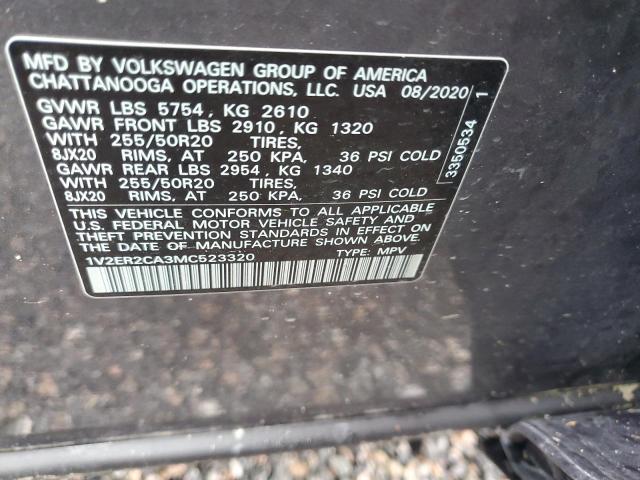 MFD BY VOLKSWAGEN GROUP OF AMERICA
CHATTANOOGA OPERATIONS, LLC. USA 08/2020
GVWR LBS 5754 , KG 2610
GAWR FRONT LBS 2910 , KG 1320
WITH 255/50R20 TIRES,
8JX20 RIMS, AT 250 KPA, 36 PSI COLD
GAWR REAR LBS 2954 , KG 1340
WITH 255/50R20 TIRES,
8JX20 RIMS, AT 250 KPA, 36 PSI COLD
THIS VEHICLE CONFORMS TO ALL APPLICABLE
U.S. FEDERAL MOTOR VEHICLE SAFETY AND
THEFT PREVENTION STANDARDS IN EFFECT ON
THE DATE OF MANUFACTURE SHOWN ABOVE.
1V2ER2CA3MC523320 TYPE: MPV
3350534 1